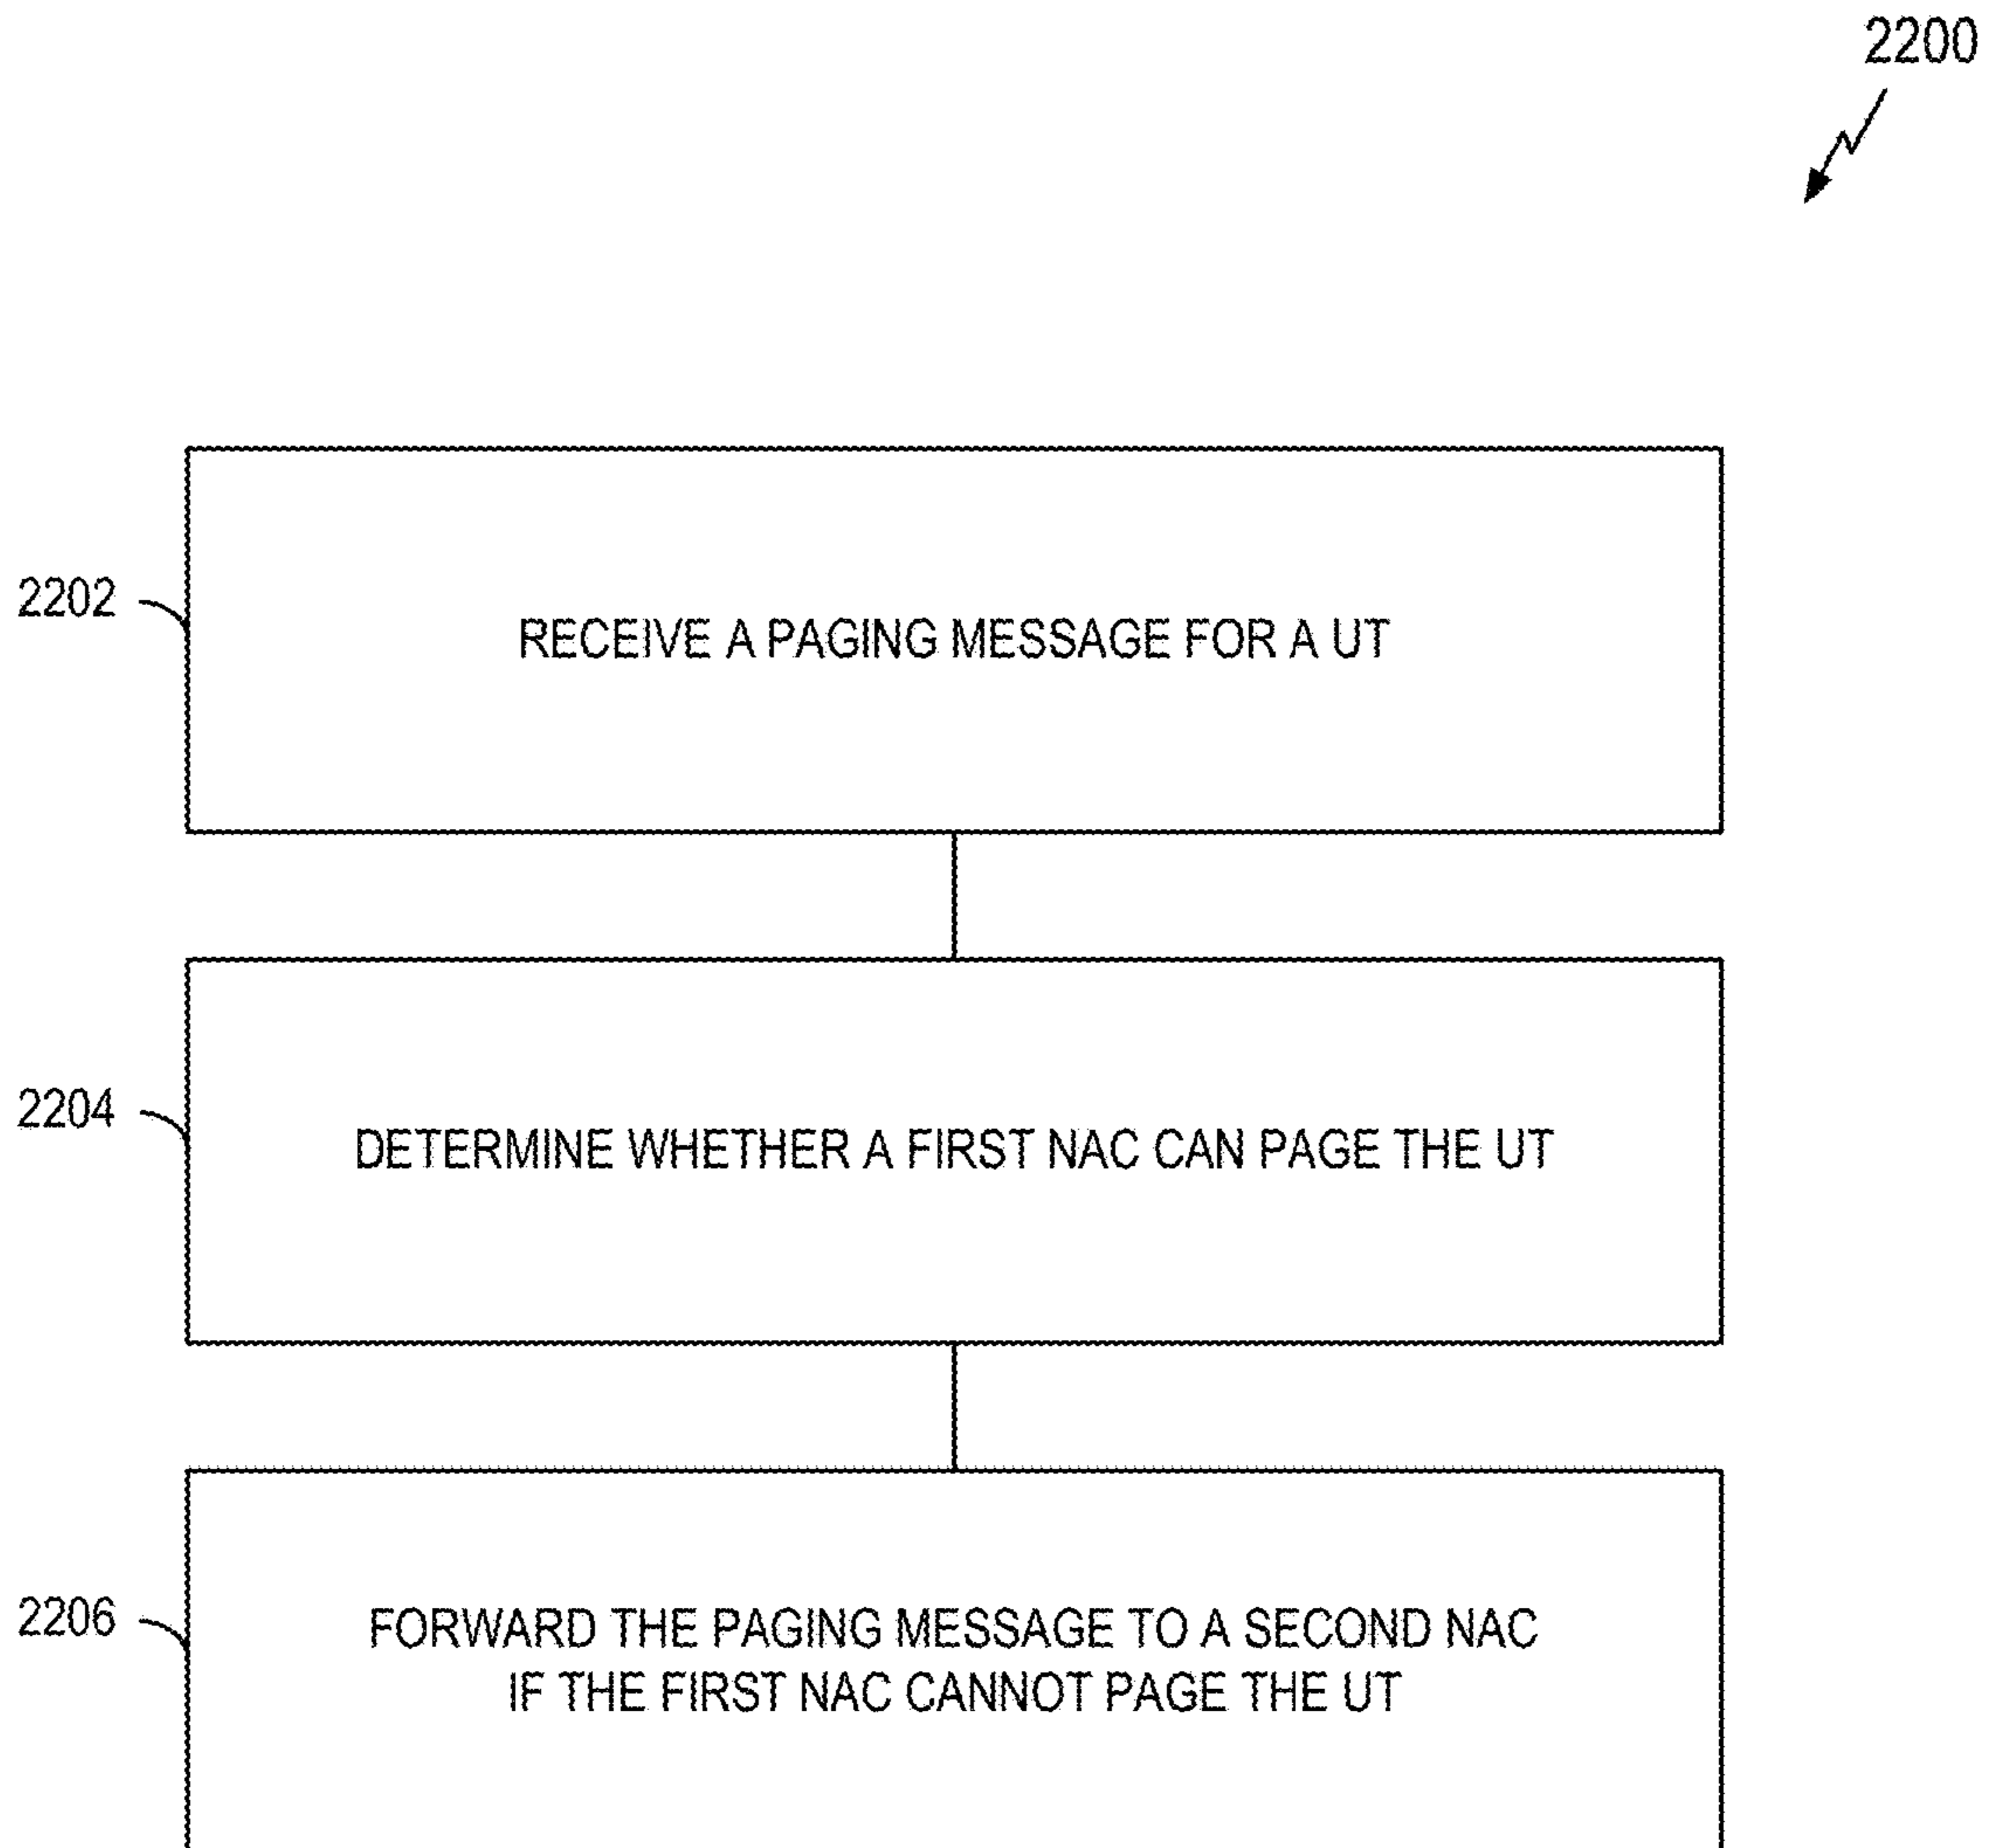 2200
2202
RECEIVE A PAGING MESSAGE FOR A UT
2204
DETERMINE WHETHER A FIRST NAC CAN PAGE THE UT
2206
FORWARD THE PAGING MESSAGE TO A SECOND NAC
IF THE FIRST NAC CANNOT PAGE THE UT